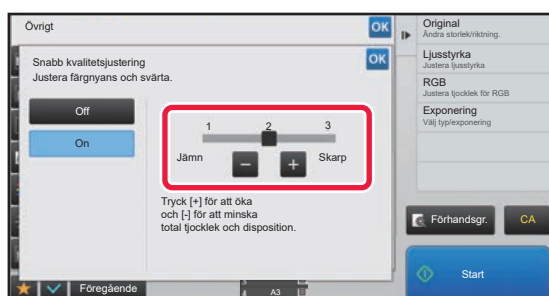 Övrigt
OK
Snabb kvalitetsjustering
OK
Justera färgnyans och svärta.
Off
On
1 2 3
Jämn
Skarp
Tryck [+] för att öka
och [-] för att minska
total tjocklek och disposition.
Föregående
A3
Original
Ändra storlek/riktning.
Ljusstyrka
Justera ljusstyrka
RGB
Justera tjocklek för RGB
Exponering
Välj typ/exponering
Förhandsgr.
CA
Start